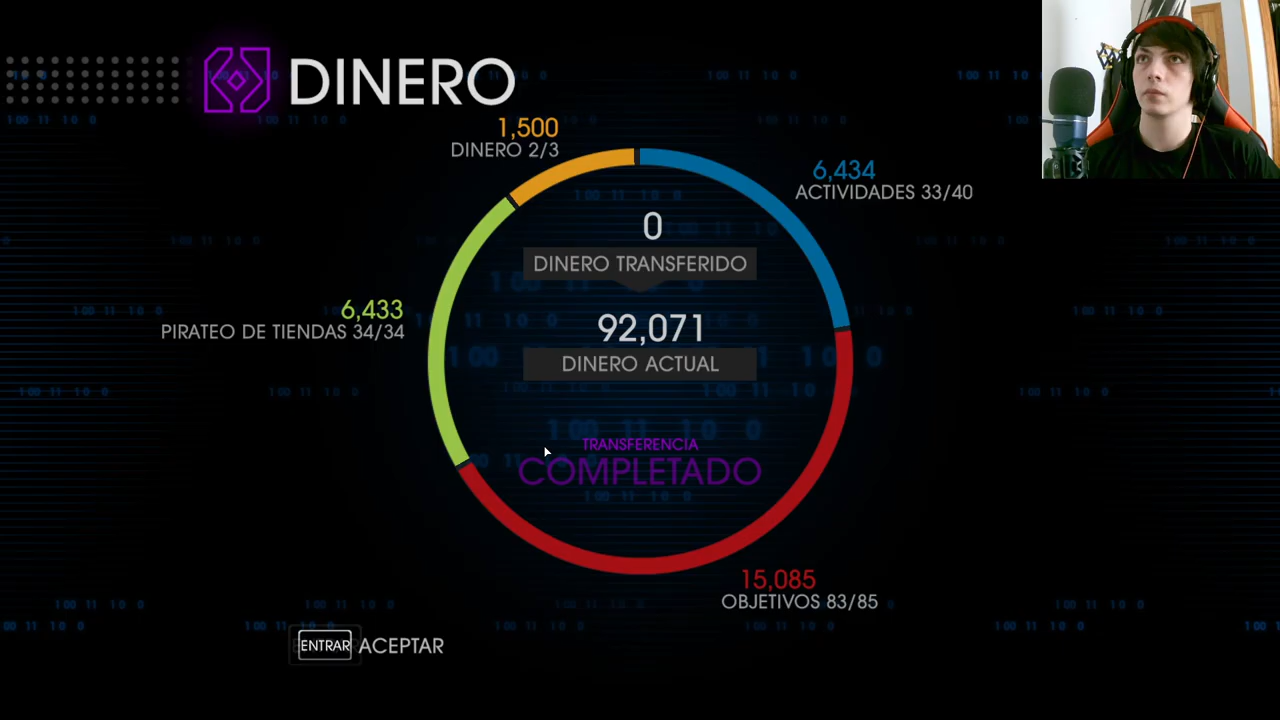 DINERO
1,500
DINERO 2/3
6,434
ACTIVIDADES 33/40
0
DINERO TRANSFERIDO
6,433
PIRATEO DE TIENDAS 34/34
92,071
DINERO ACTUAL
TRANSFERENCIA
COMPLETADO
15,085
OBJETIVOS 83/85
ENTRAR ACEPTAR